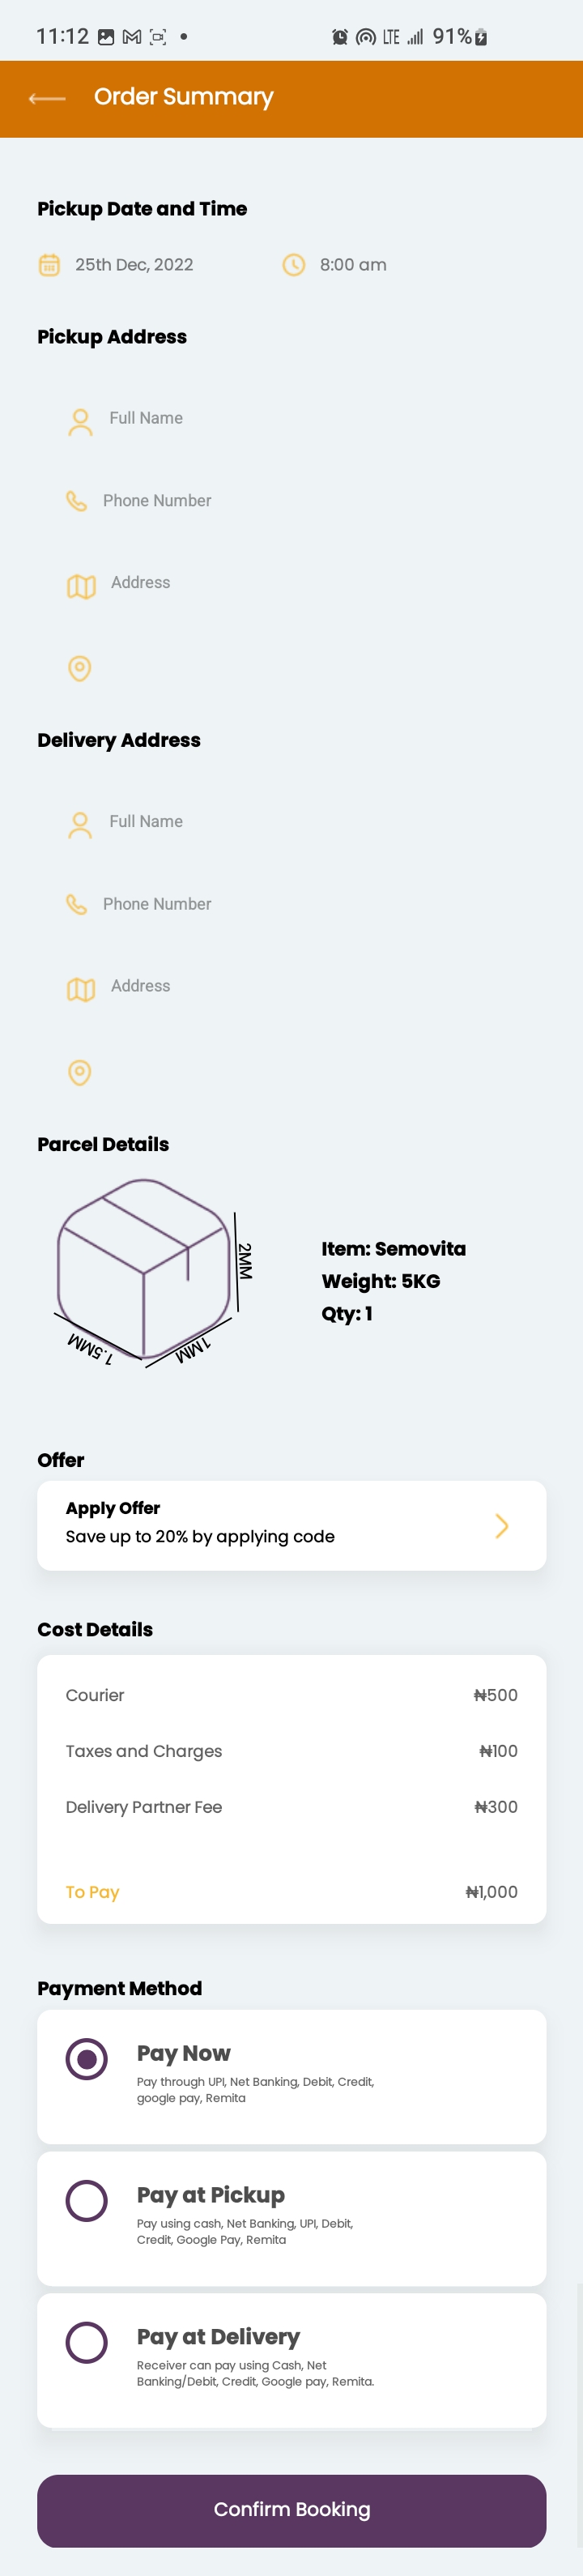 11:12 LTE 91%
Order Summary
Pickup Date and Time
25th Dec, 2022 8:00 am
Pickup Address
Full Name
Phone Number
Address
Delivery Address
Full Name
Phone Number
Address
Parcel Details
2MM
1.5MM
1MM
Item: Semovita
Weight: 5KG
Qty: 1
Offer
Apply Offer
Save up to 20% by applying code
Cost Details
Courier ₦500
Taxes and Charges ₦100
Delivery Partner Fee ₦300
To Pay ₦1,000
Payment Method
Pay Now
Pay through UPI, Net Banking, Debit, Credit,
google pay, Remita
Pay at Pickup
Pay using cash, Net Banking, UPI, Debit,
Credit, Google Pay, Remita
Pay at Delivery
Receiver can pay using Cash, Net
Banking/Debit, Credit, Google pay, Remita.
Confirm Booking